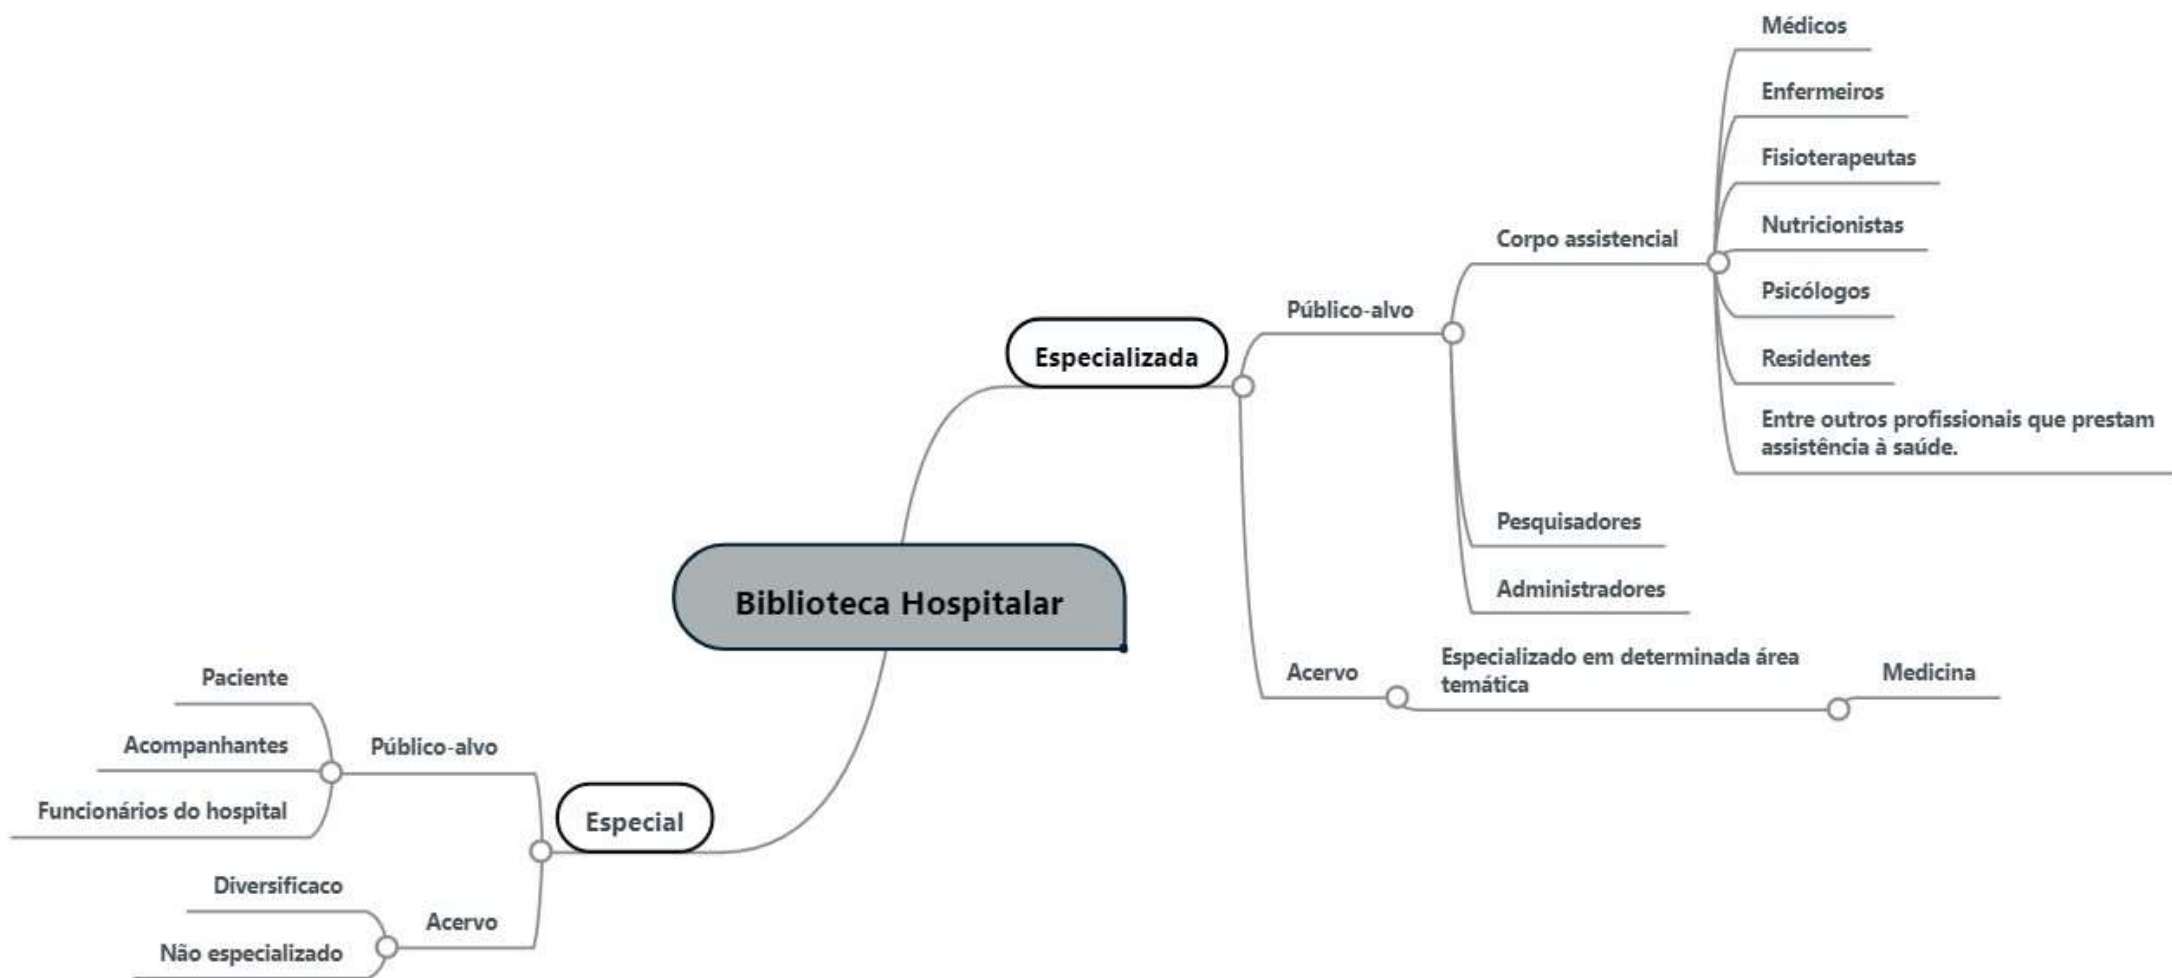 Biblioteca Hospitalar
Especializada
Público-alvo
Corpo assistencial
Médicos
Enfermeiros
Fisioterapeutas
Nutricionistas
Psicólogos
Residentes
Entre outros profissionais que prestam
assistência à saúde.
Pesquisadores
Administradores
Acervo
Especializado em determinada área
temática
Medicina
Especial
Público-alvo
Paciente
Acompanhantes
Funcionários do hospital
Acervo
Diversificaco
Não especializado